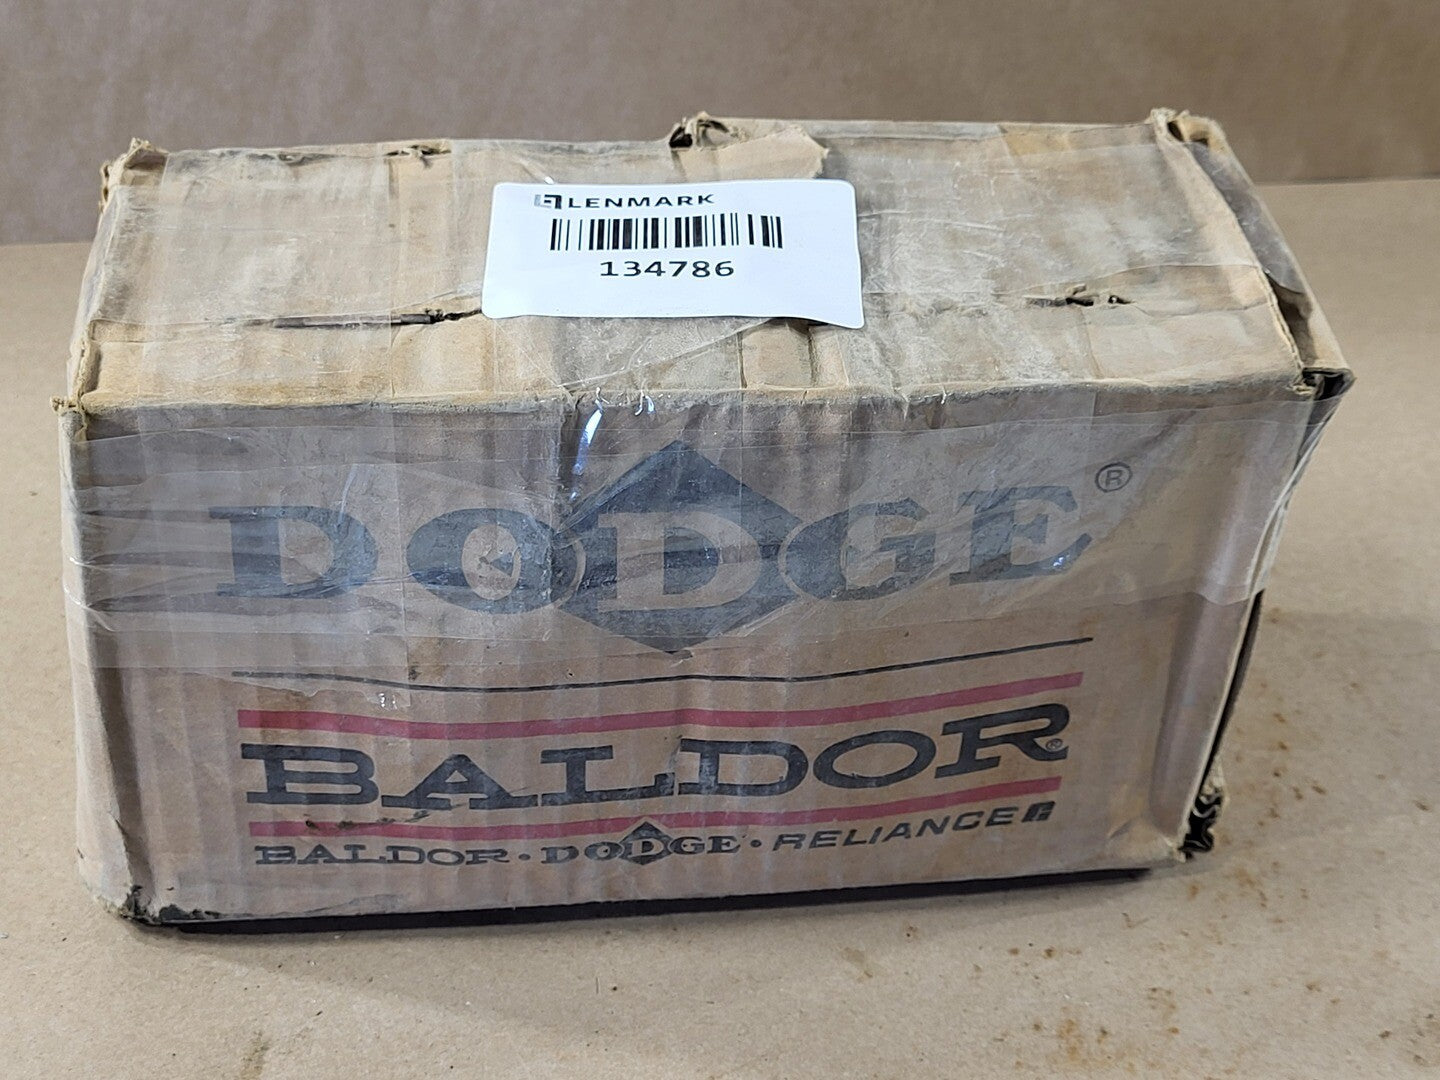 LENMARK
134786
DODGE®
BALDOR®
BALDOR · DODGE · RELIANCE